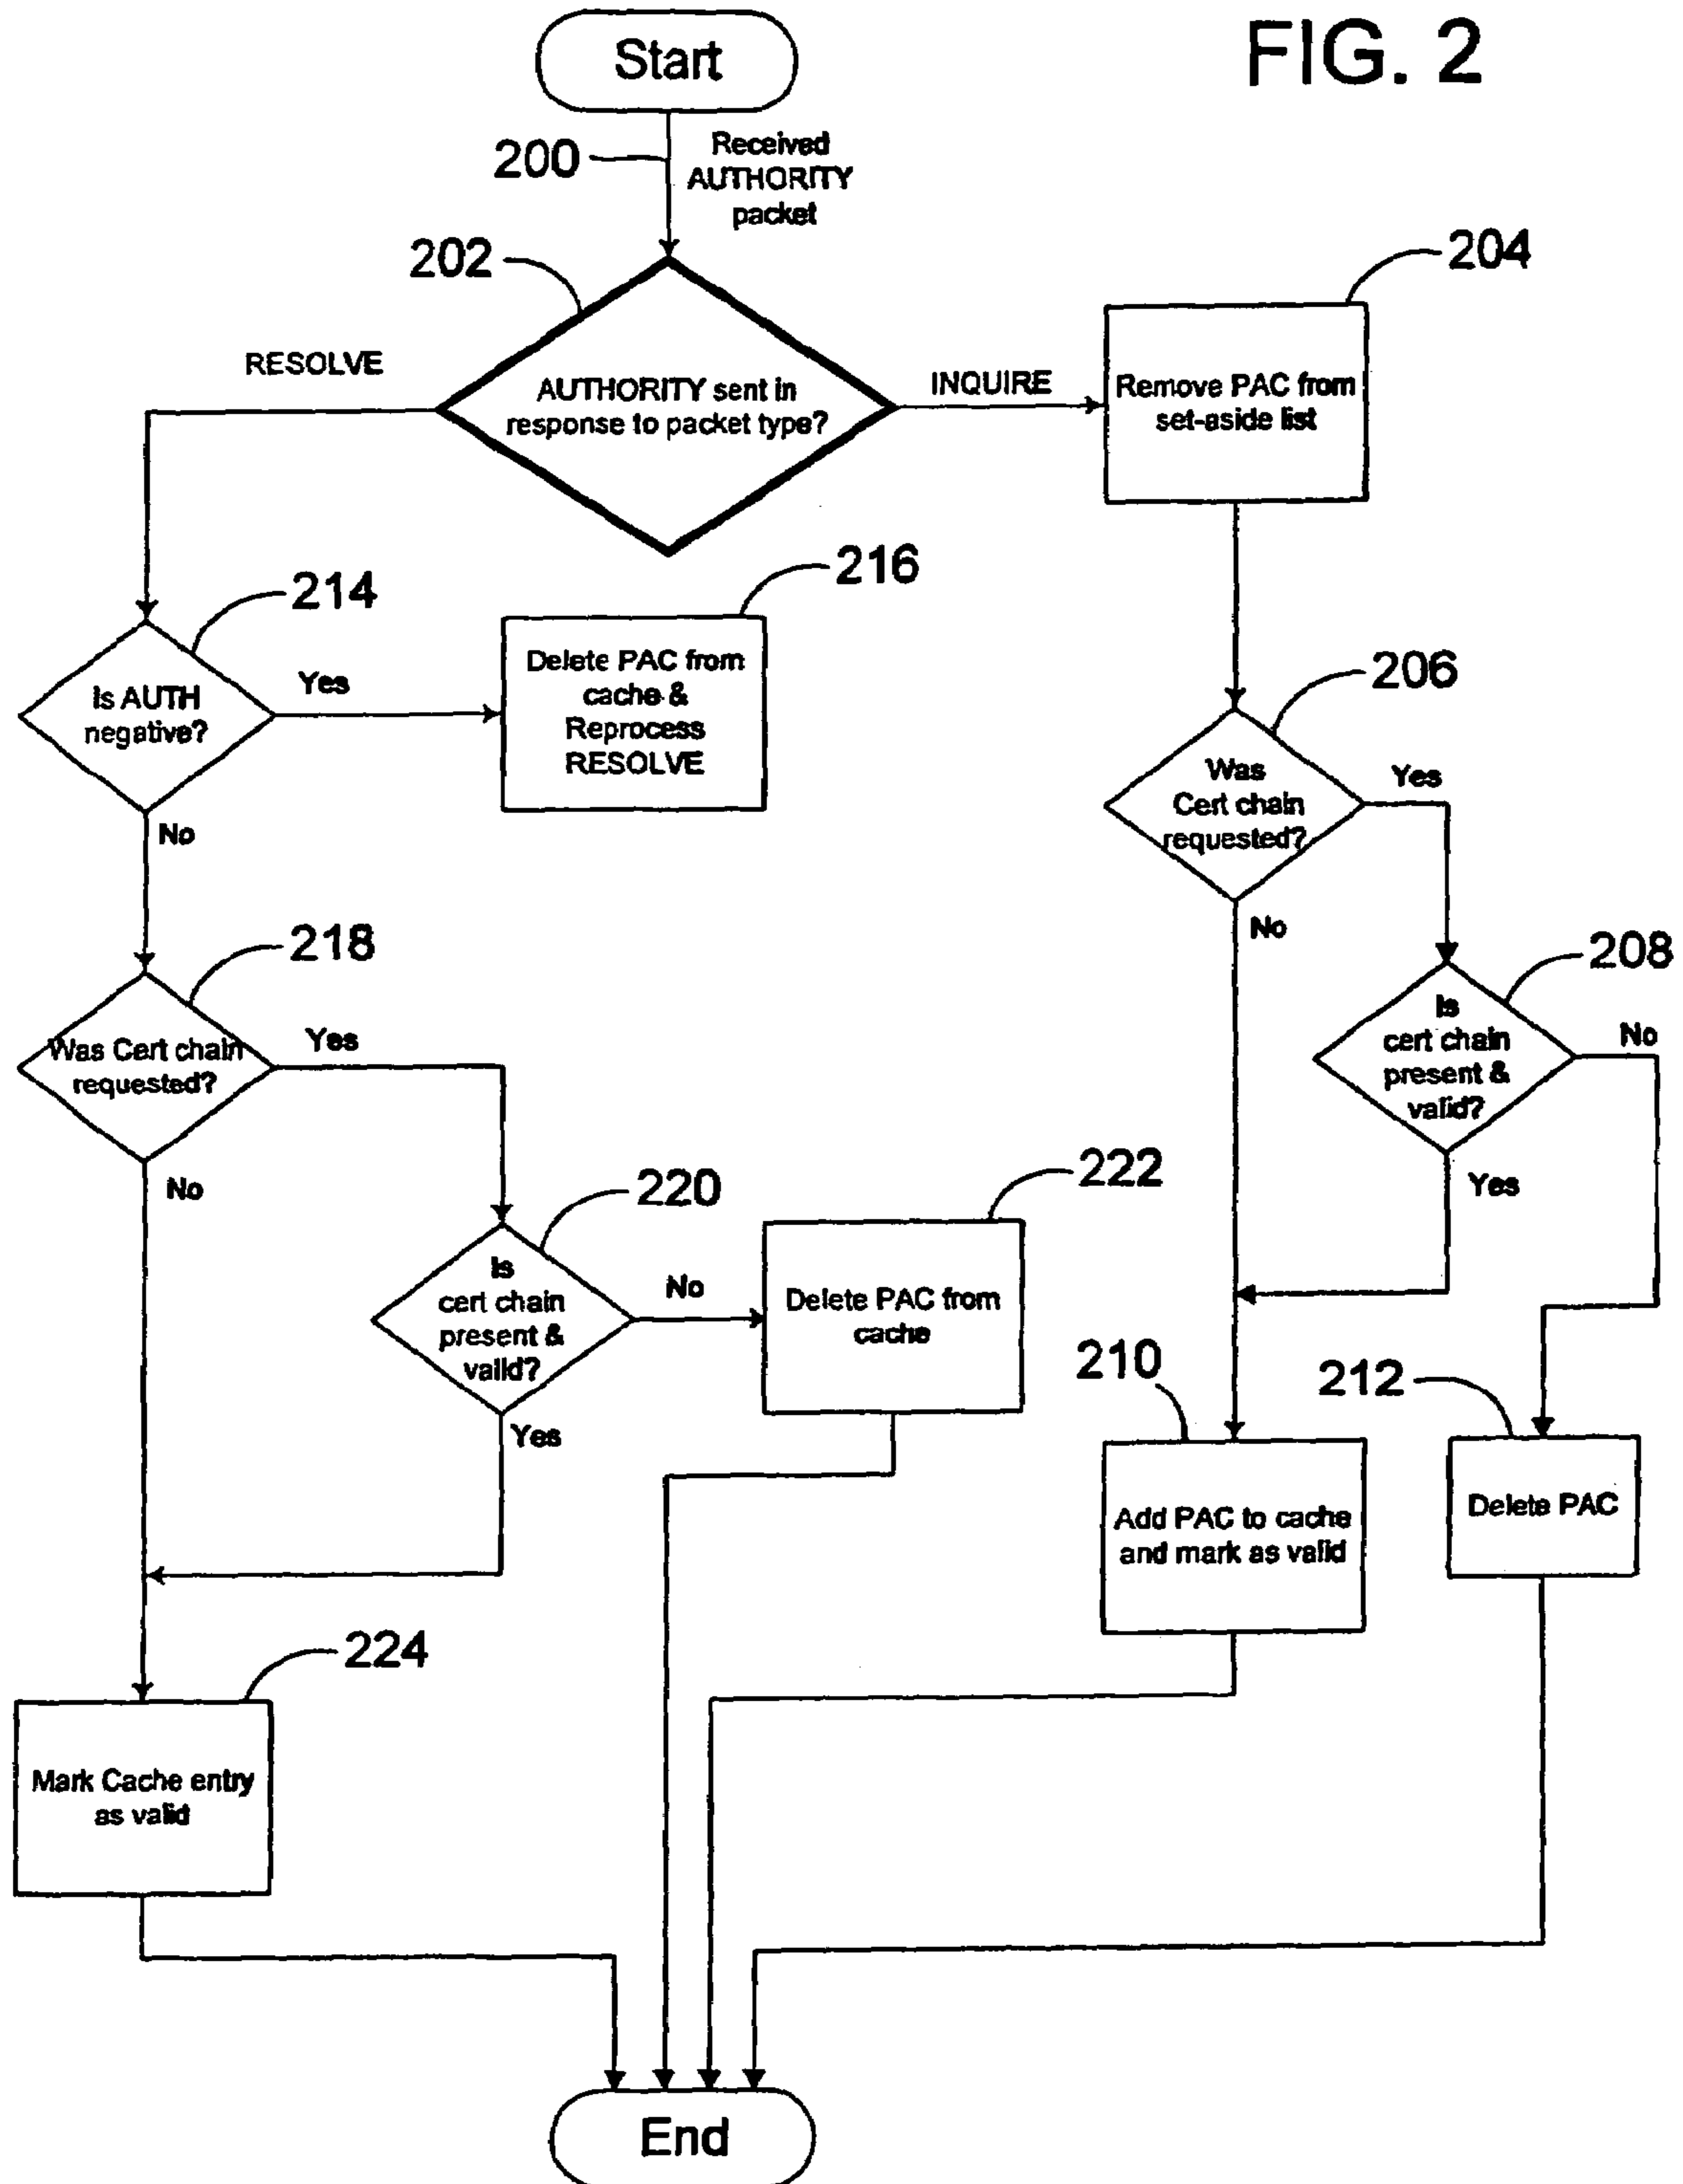 FIG. 2
Start
200
Received
AUTHORITY
packet
202
AUTHORITY sent in
response to packet type?
RESOLVE
INQUIRE
204
Remove PAC from
set-aside list
214
Is AUTH
negative?
Yes
No
216
Delete PAC from
cache &
Reprocess
RESOLVE
206
Was
Cert chain
requested?
Yes
No
218
Was Cert chain
requested?
Yes
No
208
Is
cert chain
present &
valid?
No
Yes
220
Is
cert chain
present &
valid?
No
Yes
222
Delete PAC from
cache
210
Add PAC to cache
and mark as valid
212
Delete PAC
224
Mark Cache entry
as valid
End